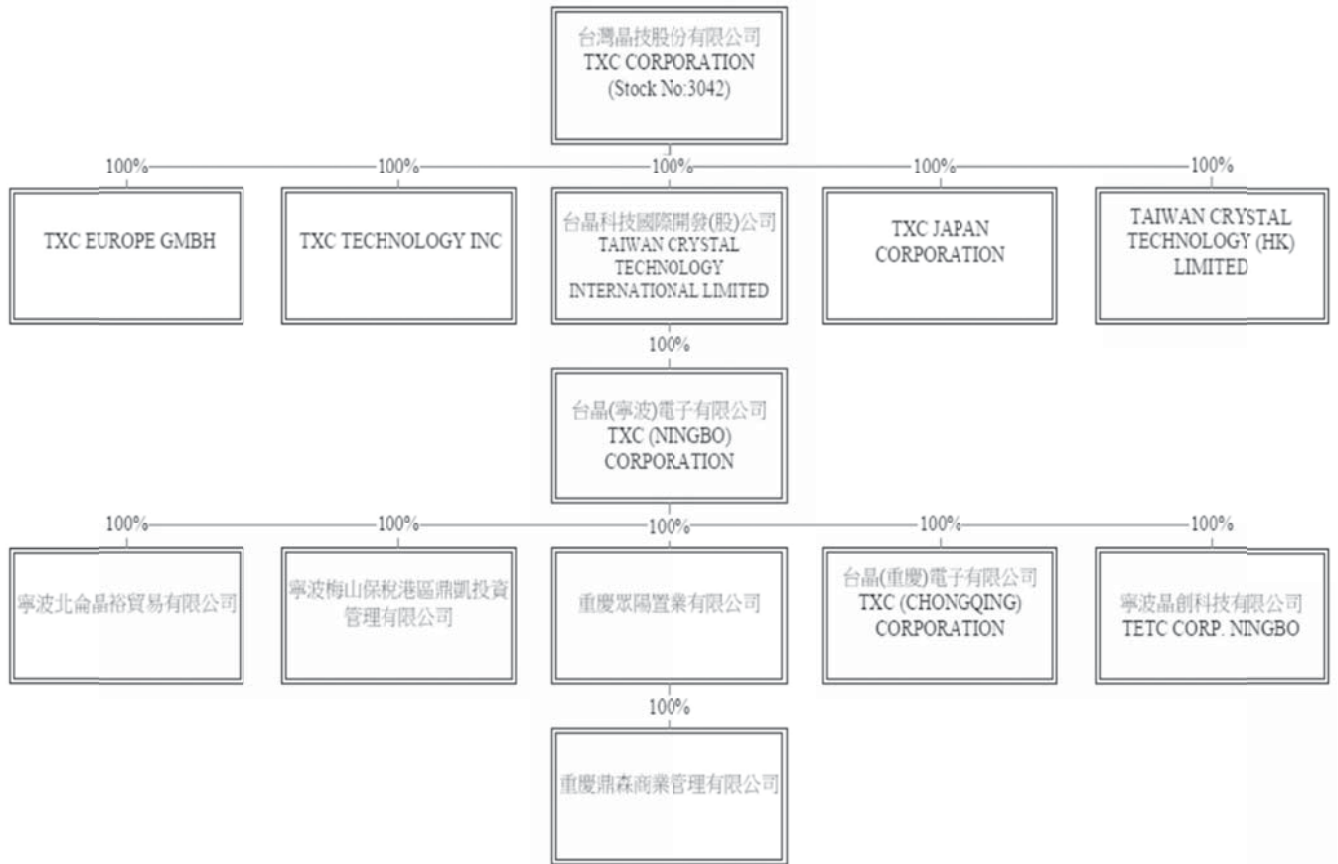 台灣晶技股份有限公司
TXC CORPORATION
(Stock No:3042)
100%
100%
100%
100%
100%
TXC EUROPE GMBH
TXC TECHNOLOGY INC
台晶科技國際開發(股)公司
TAIWAN CRYSTAL
TECHNOLOGY
INTERNATIONAL LIMITED
TXC JAPAN
CORPORATION
TAIWAN CRYSTAL
TECHNOLOGY (HK)
LIMITED
100%
台晶(寧波)電子有限公司
TXC (NINGBO)
CORPORATION
100%
100%
100%
100%
100%
寧波北侖晶裕貿易有限公司
寧波梅山保稅港區鼎凱投資
管理有限公司
重慶眾陽置業有限公司
台晶(重慶)電子有限公司
TXC (CHONGQING)
CORPORATION
寧波晶創科技有限公司
TETC CORP. NINGBO
100%
重慶鼎森商業管理有限公司